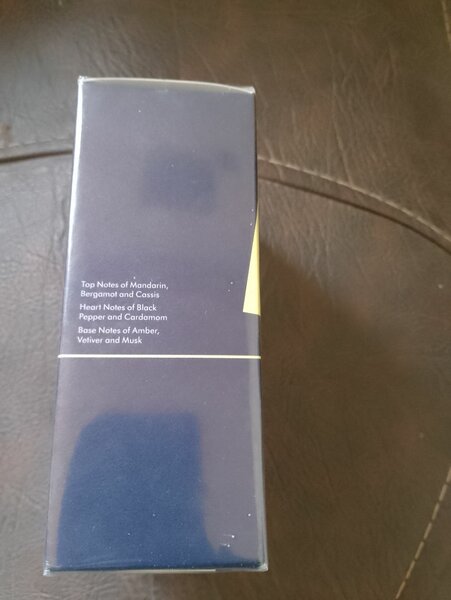 Top Notes of Mandarin,
Bergamot and Cassis
Heart Notes of Black
Pepper and Cardamom
Base Notes of Amber,
Vetiver and Musk